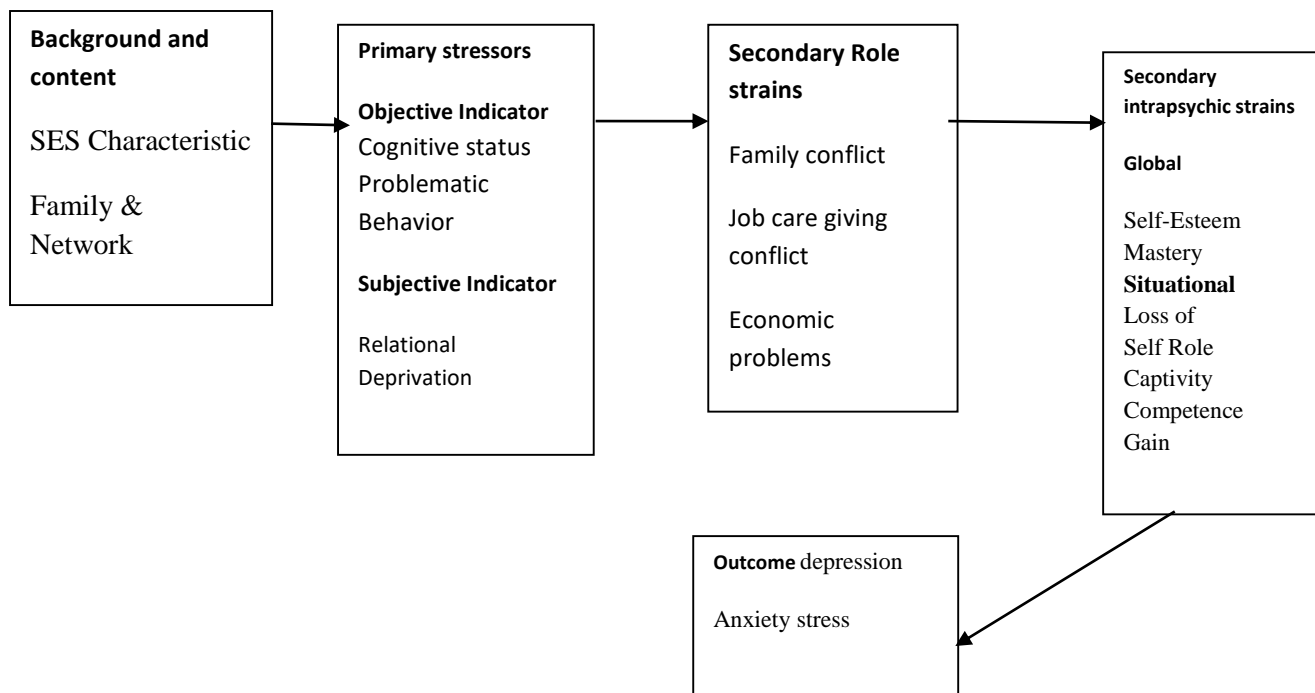 Background and
content
SES Characteristic
Family &
Network
Primary stressors
Objective Indicator
Cognitive status
Problematic
Behavior
Subjective Indicator
Relational
Deprivation
Secondary Role
strains
Family conflict
Job care giving
conflict
Economic
problems
Secondary
intrapsychic strains
Global
Self-Esteem
Mastery
Situational
Loss of
Self Role
Captivity
Competence
Gain
Outcome depression
Anxiety stress